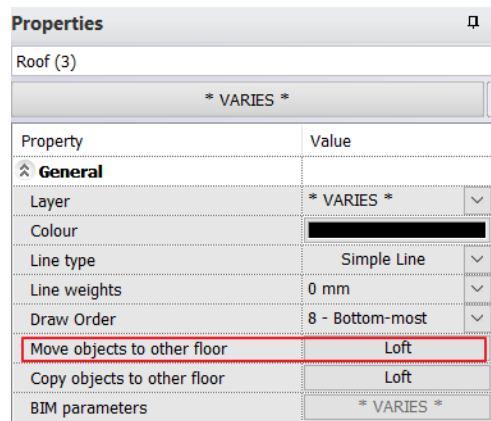 Properties
Roof (3)
* VARIES *
Property Value
General
Layer * VARIES *
Colour
Line type Simple Line
Line weights 0 mm
Draw Order 8 - Bottom-most
Move objects to other floor Loft
Copy objects to other floor Loft
BIM parameters * VARIES *